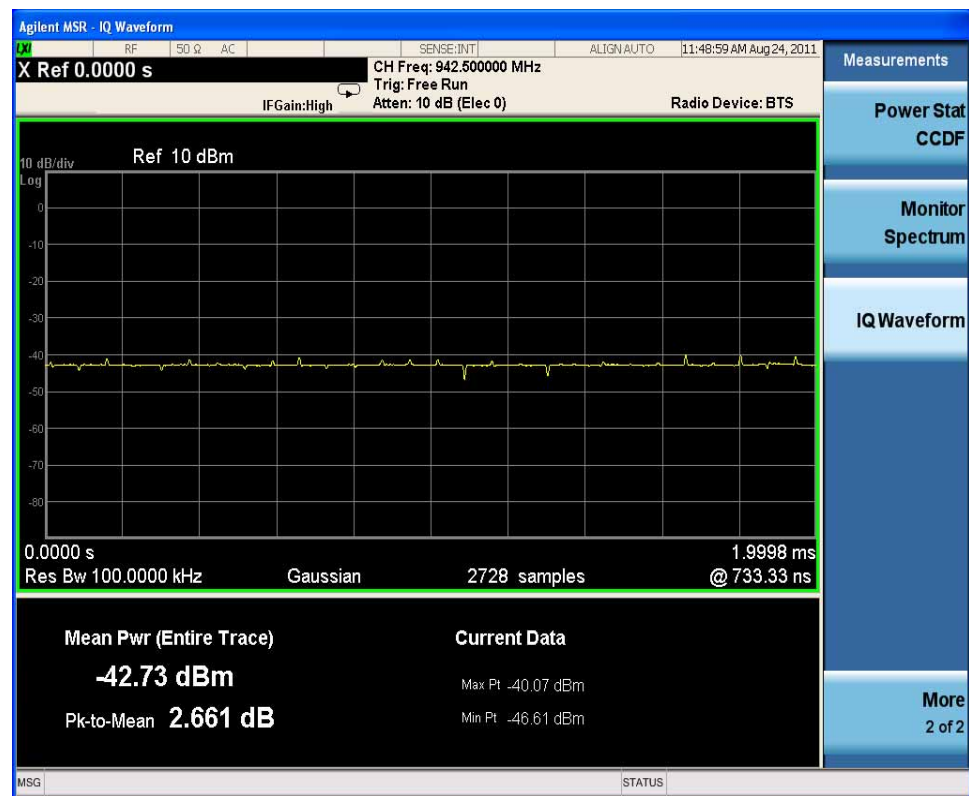 Agilent MSR - IQ Waveform
LXI RF 50 Ω AC SENSE:INT ALIGN AUTO 11:48:59 AM Aug 24, 2011
X Ref 0.0000 s
CH Freq: 942.500000 MHz
Trig: Free Run
IFGain:High Atten: 10 dB (Elec 0) Radio Device: BTS
10 dB/div Ref 10 dBm
Log
0
-10
-20
-30
-40
-50
-60
-70
-80
0.0000 s 1.9998 ms
Res Bw 100.0000 kHz Gaussian 2728 samples @ 733.33 ns
Mean Pwr (Entire Trace) Current Data
-42.73 dBm Max Pt -40.07 dBm
Pk-to-Mean 2.661 dB Min Pt -46.61 dBm
MSG STATUS
Measurements
Power Stat
CCDF
Monitor
Spectrum
IQ Waveform
More
2 of 2